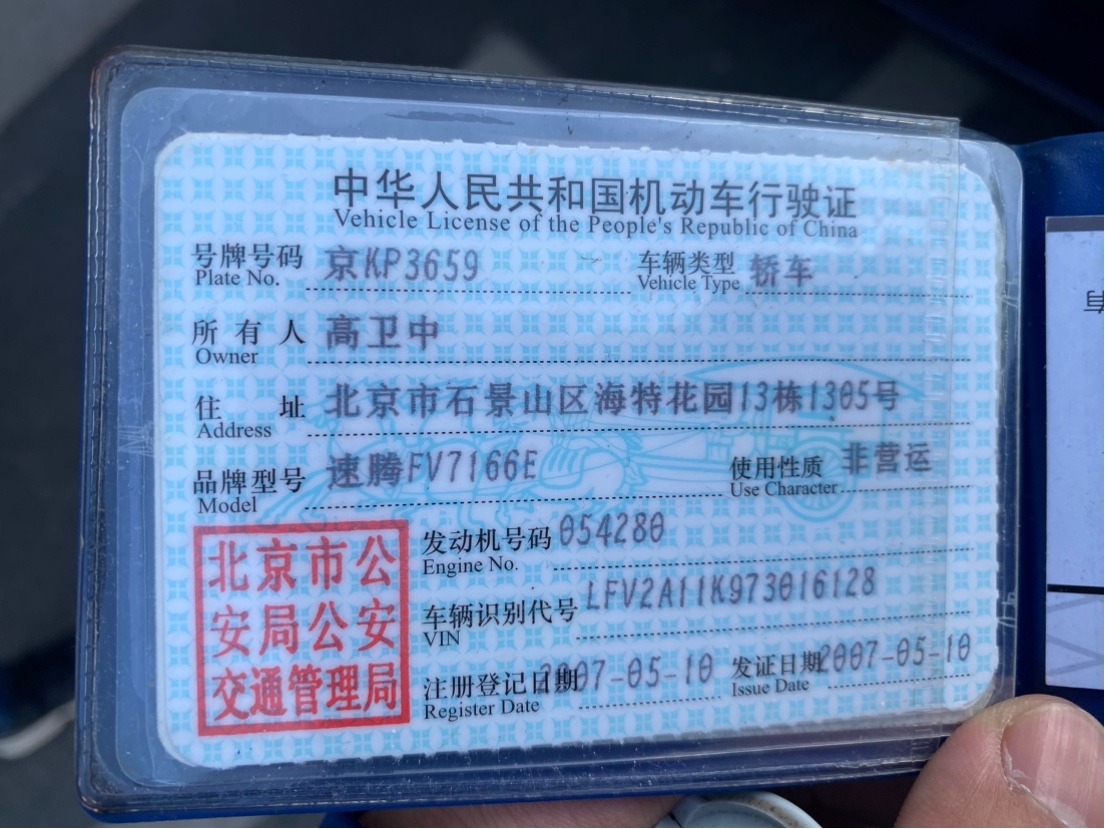 中华人民共和国机动车行驶证
Vehicle License of the People's Republic of China
号牌号码 京KP3659 车辆类型 轿车
Plate No. Vehicle Type
所有人 高卫中
Owner
住址 北京市石景山区海特花园13栋1305号
Address
品牌型号 速腾FV7166E 使用性质 非营运
Model Use Character
北京市公
安局公安
交通管理局
发动机号码 054280
Engine No.
车辆识别代号 LFV2A11K973016128
VIN
注册登记日期 2007-05-10 发证日期 2007-05-10
Register Date Issue Date
有